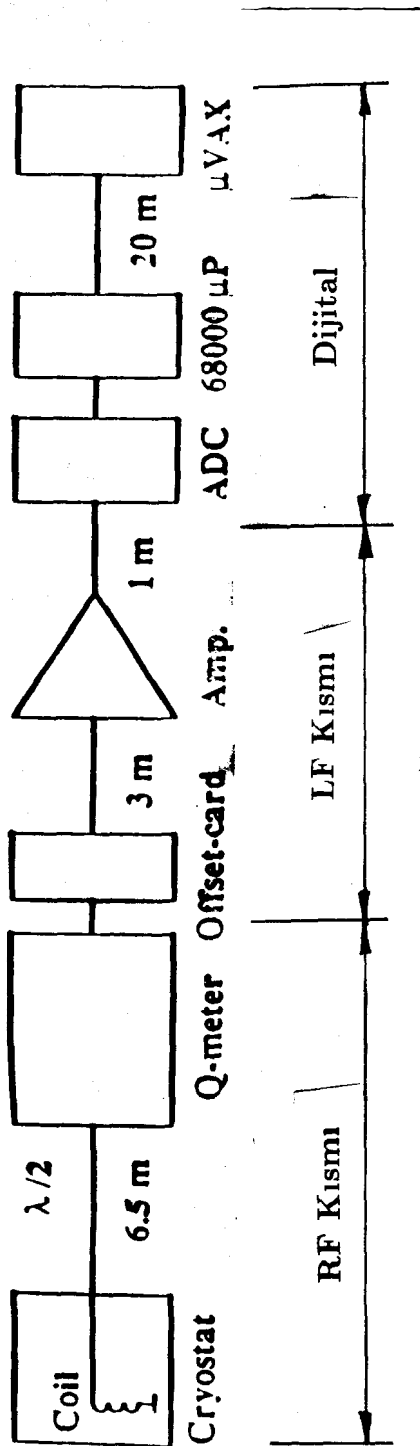 Coil
λ/2
6.5 m
3 m
1 m
20 m
Cryostat
Q-meter
Offset-card
Amp.
ADC
68000 μP
μVAX
RF Kısmı
LF Kısmı
Dijital